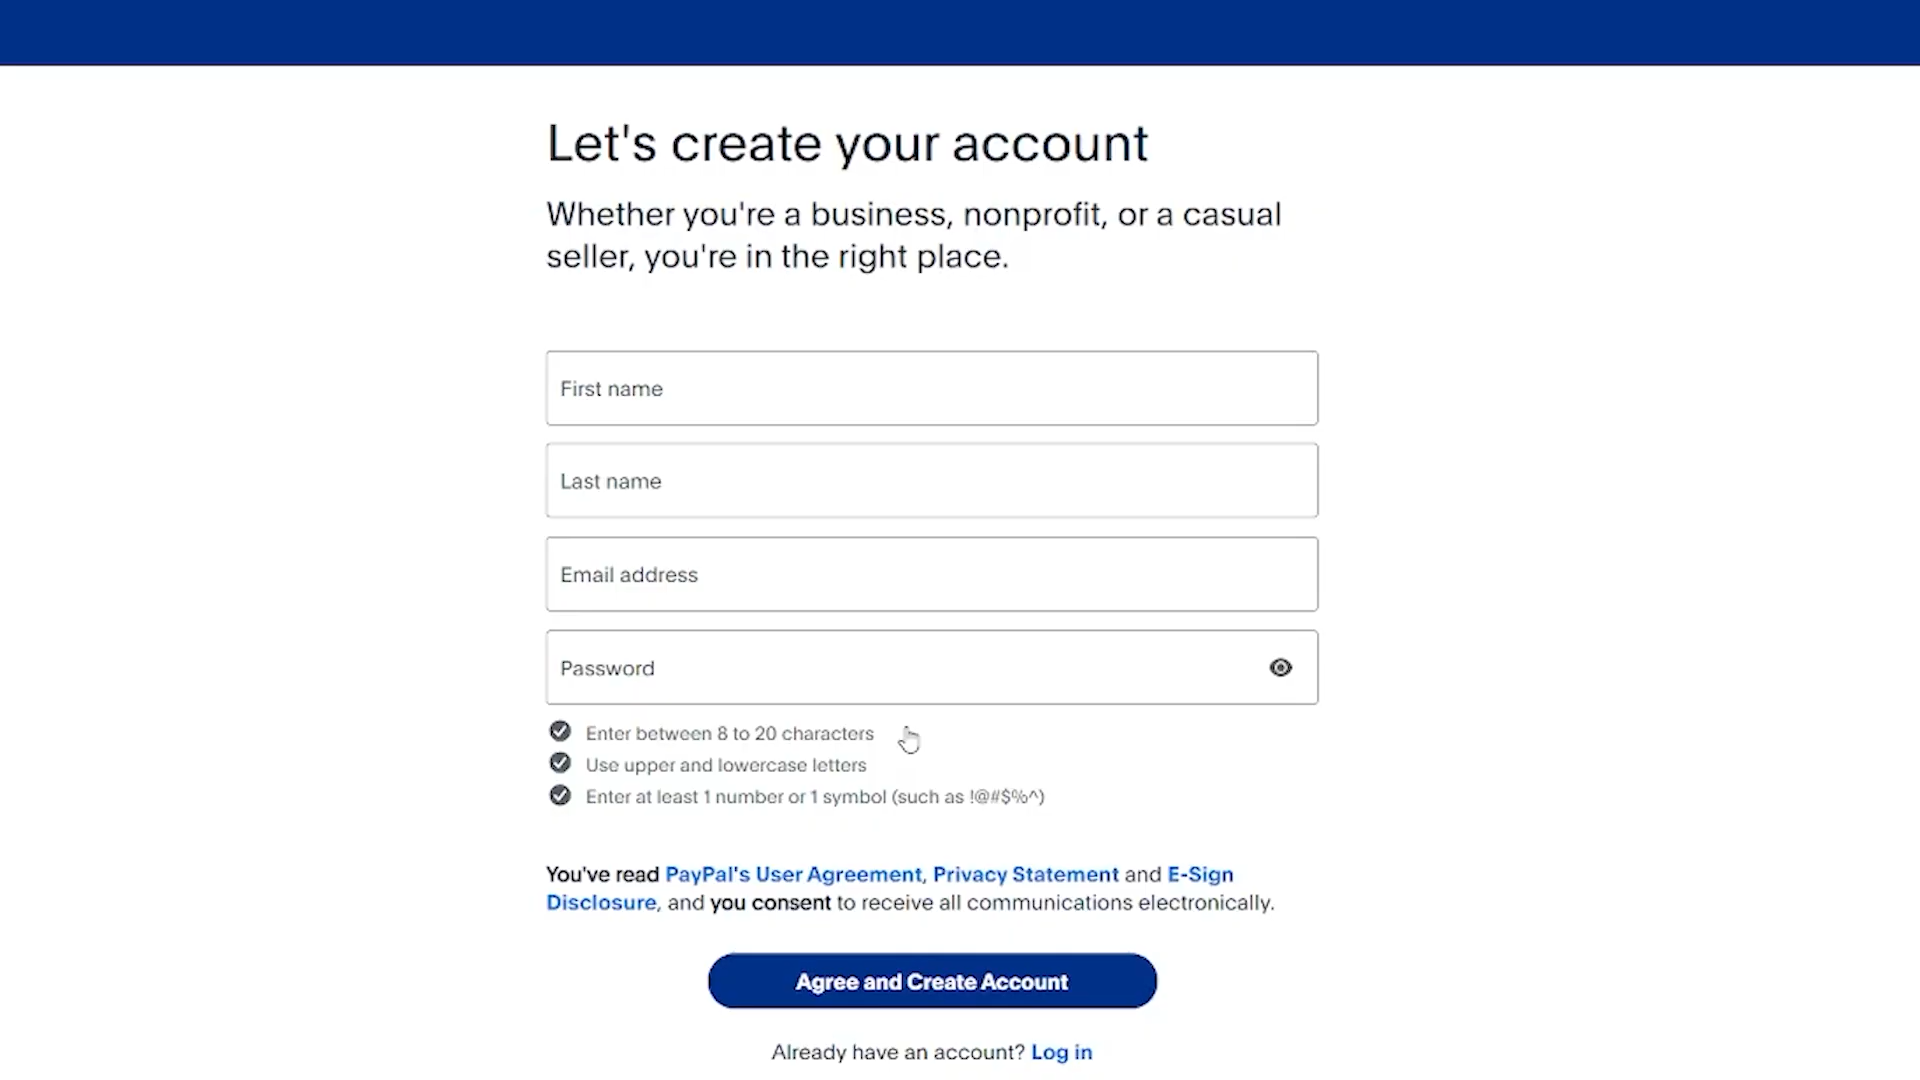 Let's create your account
Whether you're a business, nonprofit, or a casual
seller, you're in the right place.
First name
Last name
Email address
Password
Enter between 8 to 20 characters
Use upper and lowercase letters
Enter at least 1 number or 1 symbol (such as !@#$%^)
You've read PayPal's User Agreement, Privacy Statement and E-Sign
Disclosure, and you consent to receive all communications electronically.
Agree and Create Account
Already have an account? Log in